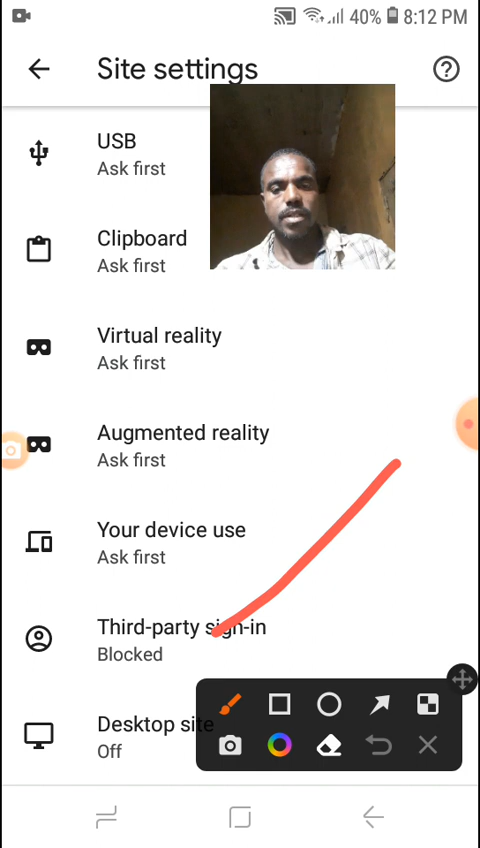 40% 8:12 PM
Site settings
USB
Ask first
Clipboard
Ask first
Virtual reality
Ask first
Augmented reality
Ask first
Your device use
Ask first
Third-party sign-in
Blocked
Desktop site
Off